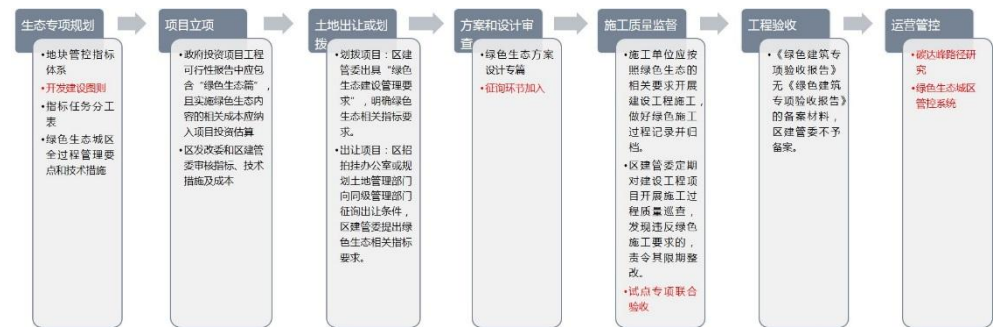 生态专项规划
•地块管控指标
体系
•开发建设图则
•指标任务分工
表
•绿色生态城区
全过程管理要
点和技术措施
项目立项
•政府投资项目工程
可行性报告中应包
含“绿色生态篇”，
且实施绿色生态内
容的相关成本应纳
入项目投资估算
•区发改委和区建管
委审核指标、技术
措施及成本
土地出让或划
拨
•划拨项目：区建
管委出具“绿色
生态建设管理要
求”，明确绿色
生态相关指标要
求。
•出让项目：区招
拍挂办公室或规
划土地管理部门
向同级管理部门
征询出让条件，
区建管委提出绿
色生态相关指标
要求。
方案和设计审
查
•绿色生态方案
设计专篇
•征询环节加入
施工质量监督
•施工单位应按
照绿色生态的
相关要求开展
建设工程施工，
做好绿色施工
过程记录并归
档。
•区建管委定期
对建设工程项
目开展施工过
程质量巡查，
发现违反绿色
施工要求的，
责令其限期整
改。
•试点专项联合
验收
工程验收
•《绿色建筑专
项验收报告》
无《绿色建筑
专项验收报告》
的备案材料，
区建管委不予
备案。
运营管控
•碳达峰路径研
究
•绿色生态城区
管控系统